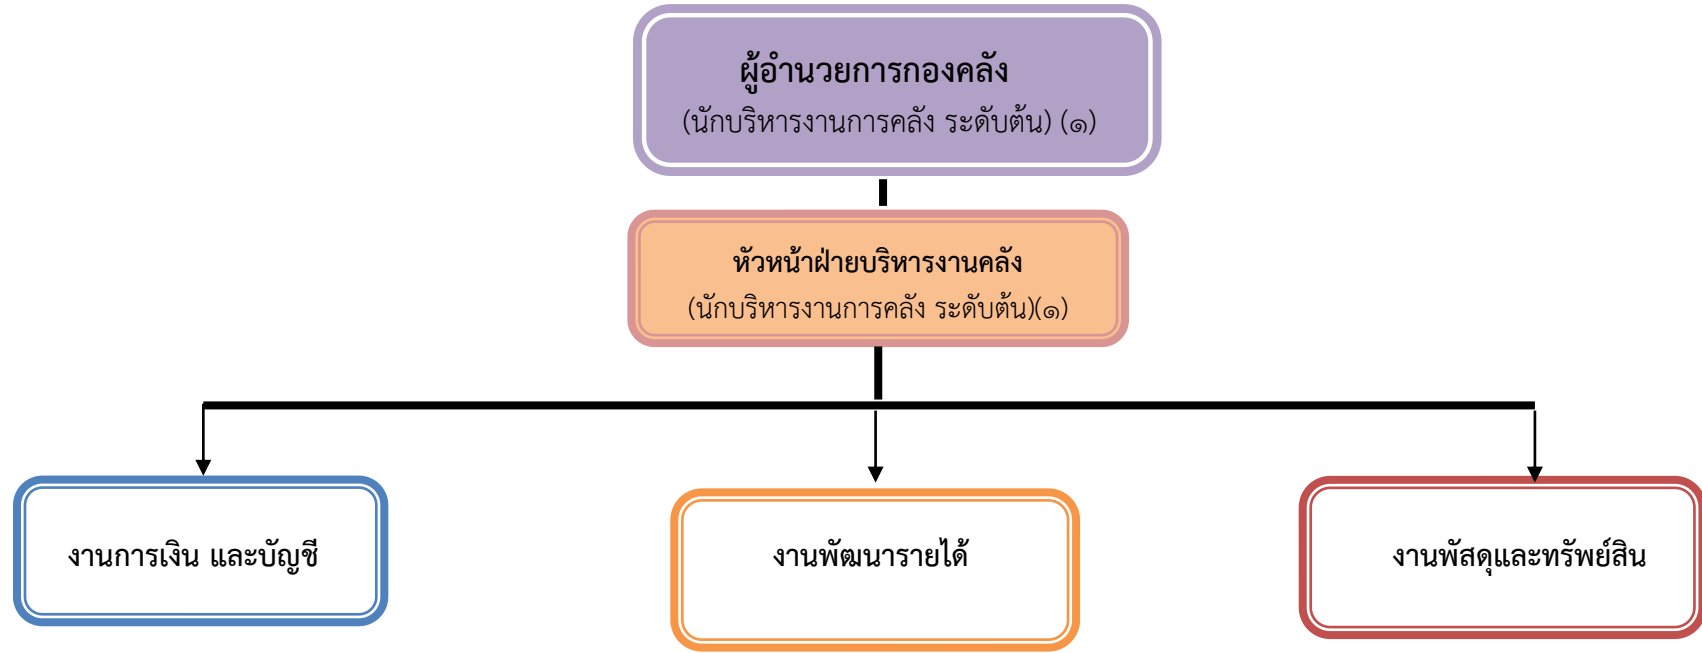 ผู้อำนวยการกองคลัง
(นักบริหารงานการคลัง ระดับต้น) (๑)
หัวหน้าฝ่ายบริหารงานคลัง
(นักบริหารงานการคลัง ระดับต้น)(๑)
งานการเงิน และบัญชี
งานพัฒนารายได้
งานพัสดุและทรัพย์สิน